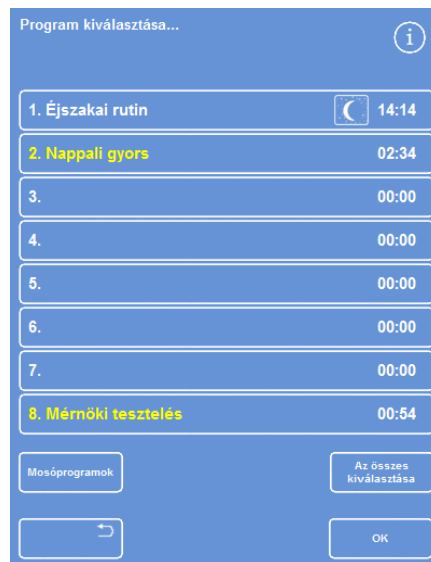 Program kiválasztása...
i
1. Éjszakai rutin 14:14
2. Nappali gyors 02:34
3. 00:00
4. 00:00
5. 00:00
6. 00:00
7. 00:00
8. Mérnöki tesztelés 00:54
Mosóprogramok
Az összes
kiválasztása
OK